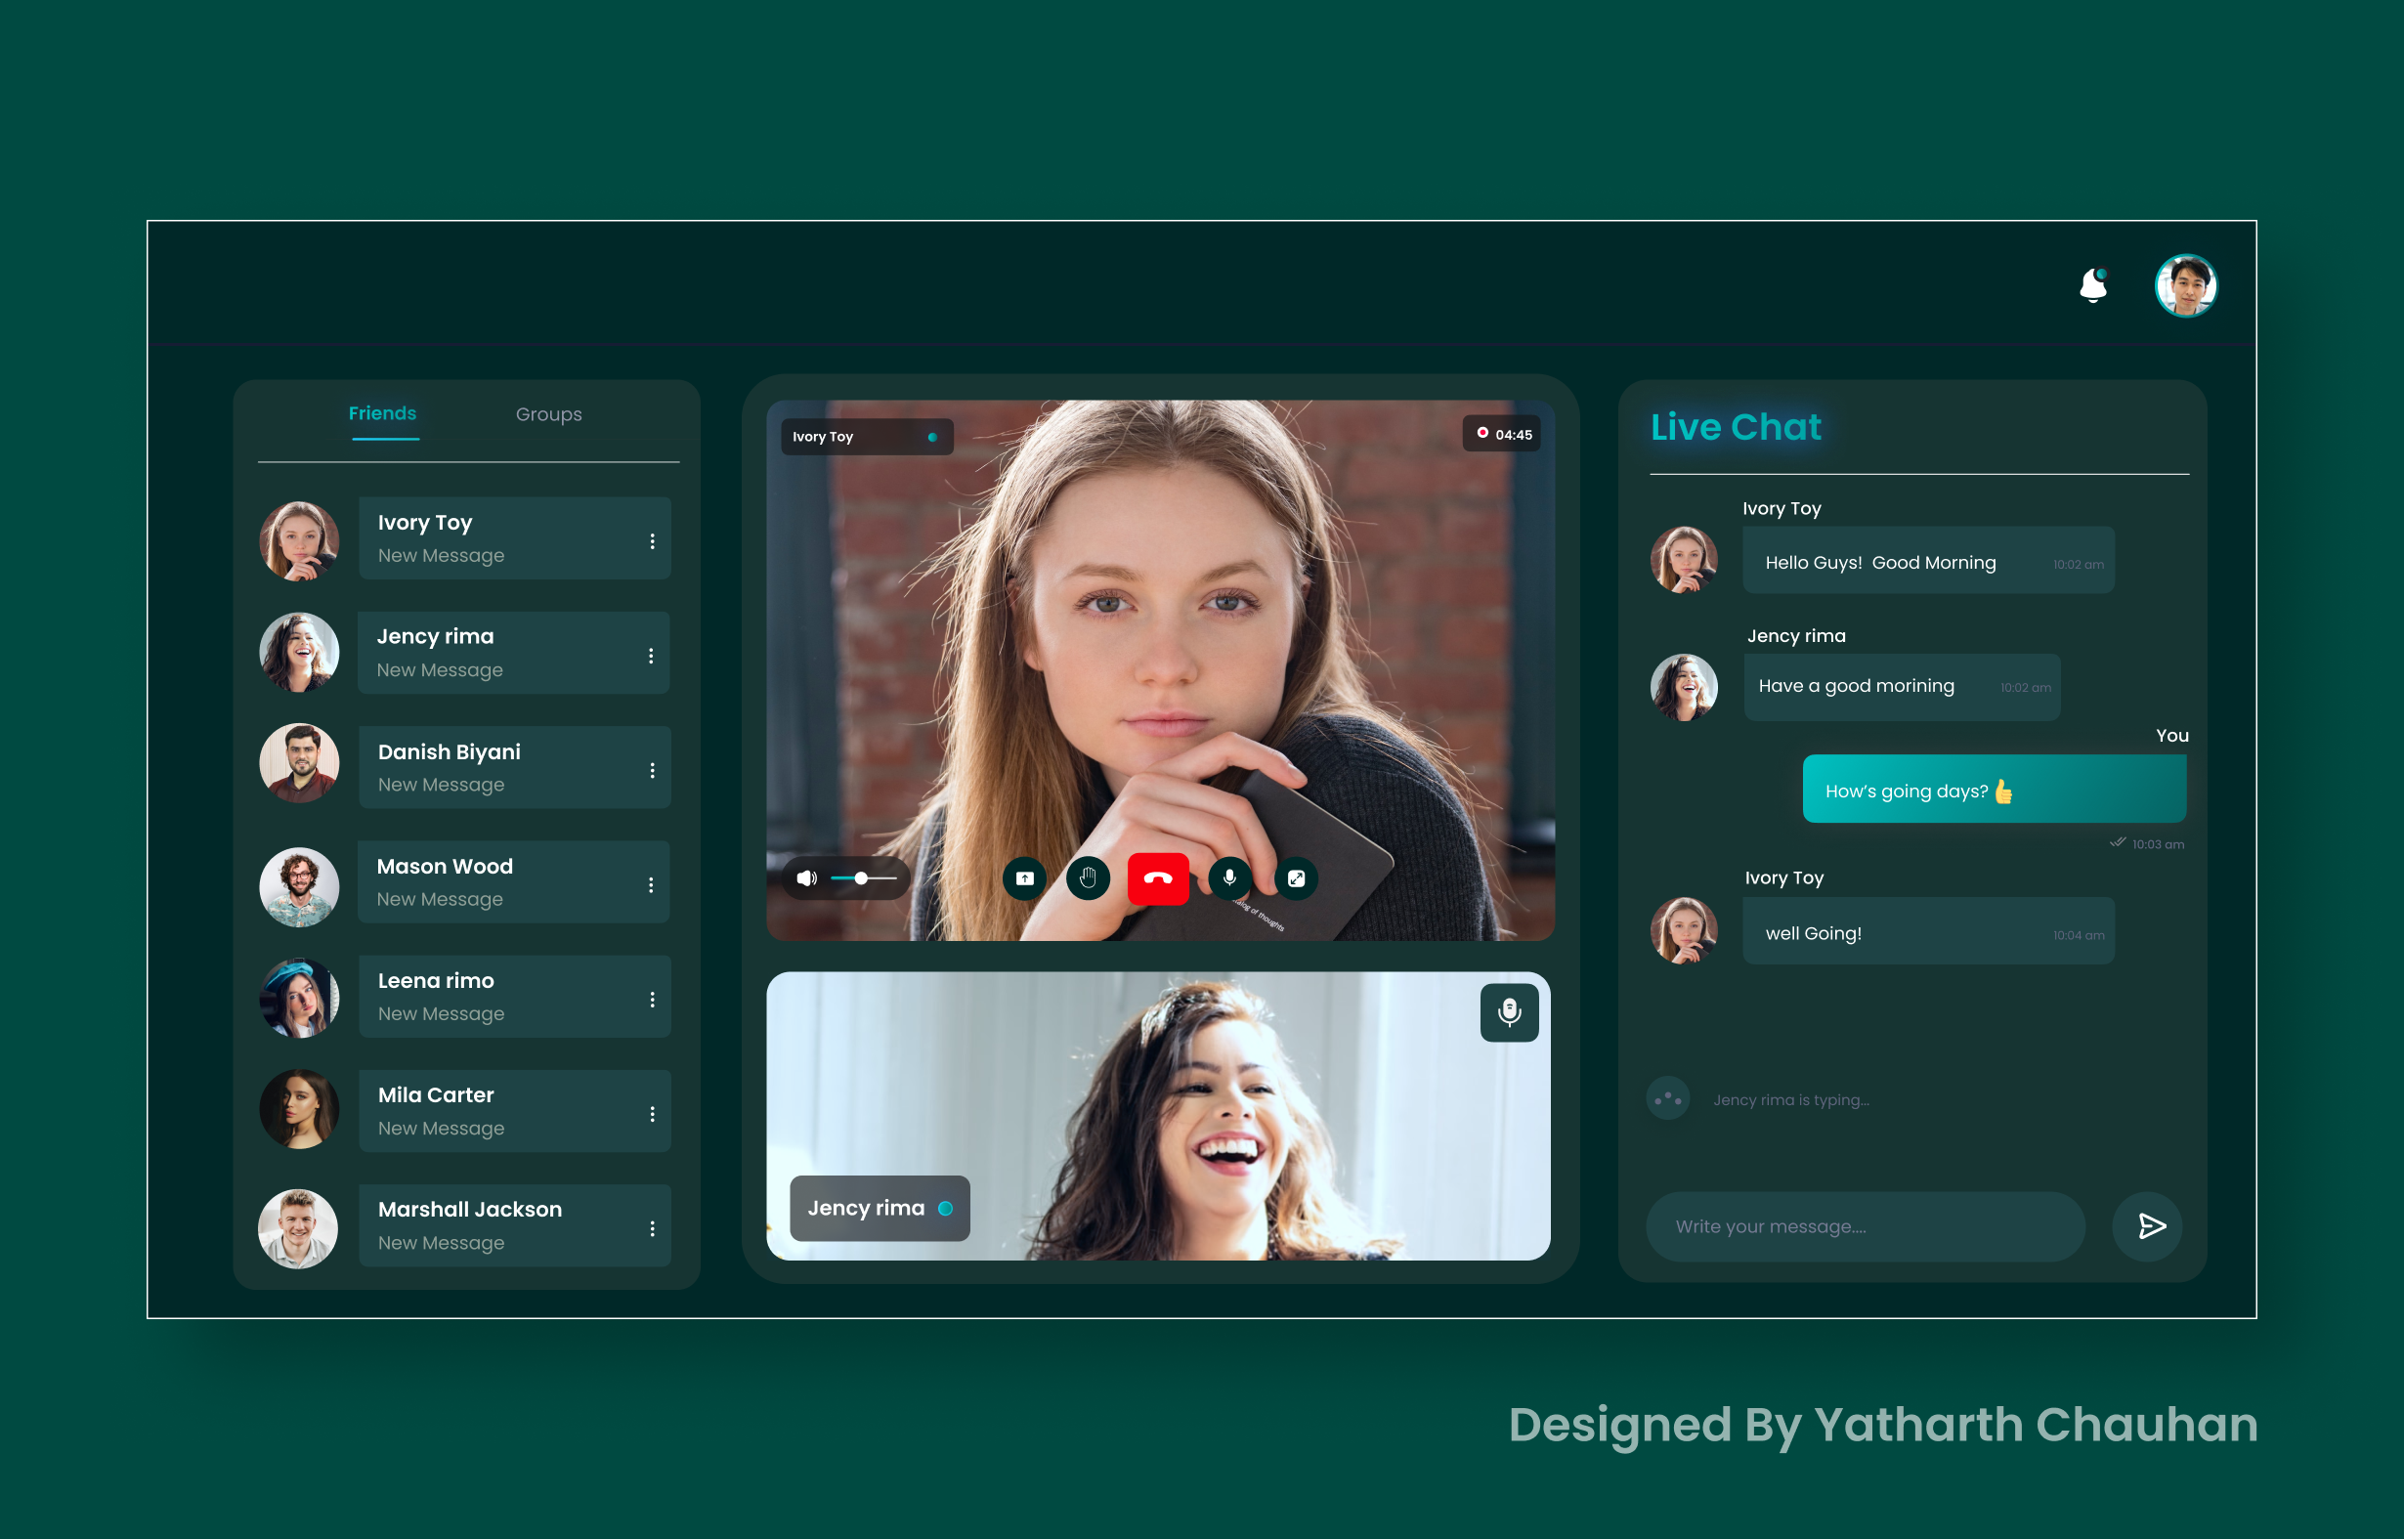 Friends
Groups
Ivory Toy
New Message
Jency rima
New Message
Danish Biyani
New Message
Mason Wood
New Message
Leena rimo
New Message
Mila Carter
New Message
Marshall Jackson
New Message
Ivory Toy
04:45
of thoughts
Jency rima
Live Chat
Ivory Toy
Hello Guys!  Good Morning 10:02 am
Jency rima
Have a good morining 10:02 am
You
How's going days? 👍
10:03 am
Ivory Toy
well Going! 10:04 am
Jency rima is typing...
Write your message....
Designed By Yatharth Chauhan